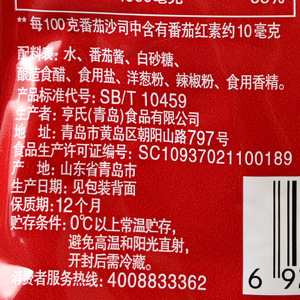 ** 每100克番茄沙司中含有番茄红素约10毫克
配料表：水、番茄酱、白砂糖、
酿造食醋、食用盐、洋葱粉、辣椒粉、食用香精。
产品标准代号：SB/T 10459
生产者：亨氏(青岛)食品有限公司
地址：青岛市黄岛区朝阳山路797号
食品生产许可证编号：SC10937021100189
产地：山东省青岛市
生产日期：见包装背面
保质期：12个月
贮存条件：0℃以上常温贮存，
避免高温和阳光直射，
开封后需冷藏。
消费者服务热线：4008833362
6 92